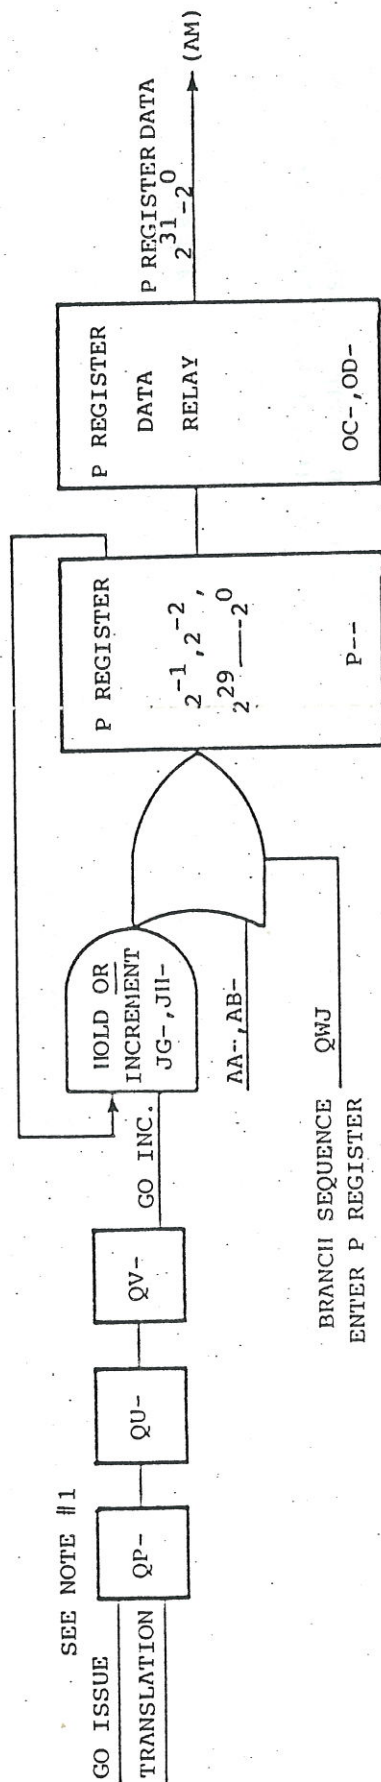 SEE NOTE #1
GO ISSUE
TRANSLATION
QP-
QU-
QV-
GO INC.
HOLD OR
INCREMENT
JG-,JH-
AA-,AB-
BRANCH SEQUENCE QWJ
ENTER P REGISTER
P REGISTER
2^-1, 2^-2,
2^29——-2^0
P--
P REGISTER
DATA
RELAY
OC-,OD-
P REGISTER DATA
2^31-2^0
(AM)